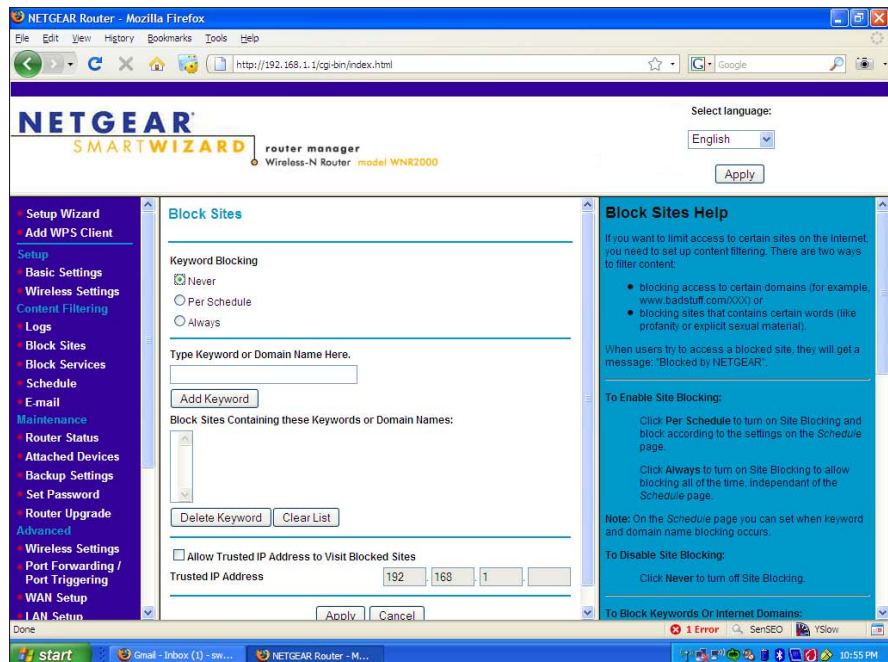 NETGEAR Router - Mozilla Firefox
File Edit View History Bookmarks Tools Help
http://192.168.1.1/cgi-bin/index.html
G Google
NETGEAR
SMARTWIZARD router manager
Wireless-N Router model WNR2000
Select language:
English
Apply
Setup Wizard
Add WPS Client
Setup
Basic Settings
Wireless Settings
Content Filtering
Logs
Block Sites
Block Services
Schedule
E-mail
Maintenance
Router Status
Attached Devices
Backup Settings
Set Password
Router Upgrade
Advanced
Wireless Settings
Port Forwarding /
Port Triggering
WAN Setup
LAN Setup
Block Sites
Keyword Blocking
Never
Per Schedule
Always
Type Keyword or Domain Name Here.
Add Keyword
Block Sites Containing these Keywords or Domain Names:
Delete Keyword Clear List
Allow Trusted IP Address to Visit Blocked Sites
Trusted IP Address 192 . 168 . 1 .
Apply Cancel
Block Sites Help
If you want to limit access to certain sites on the Internet,
you need to set up content filtering. There are two ways
to filter content:
blocking access to certain domains (for example,
www.badstuff.com/XXX) or
blocking sites that contains certain words (like
profanity or explicit sexual material).
When users try to access a blocked site, they will get a
message: "Blocked by NETGEAR".
To Enable Site Blocking:
Click Per Schedule to turn on Site Blocking and
block according to the settings on the Schedule
page.
Click Always to turn on Site Blocking to allow
blocking all of the time, independant of the
Schedule page.
Note: On the Schedule page you can set when keyword
and domain name blocking occurs.
To Disable Site Blocking:
Click Never to turn off Site Blocking.
To Block Keywords Or Internet Domains:
Done
1 Error SenSEO YSlow
start Gmail - Inbox (1) - sw... NETGEAR Router - M... 10:55 PM